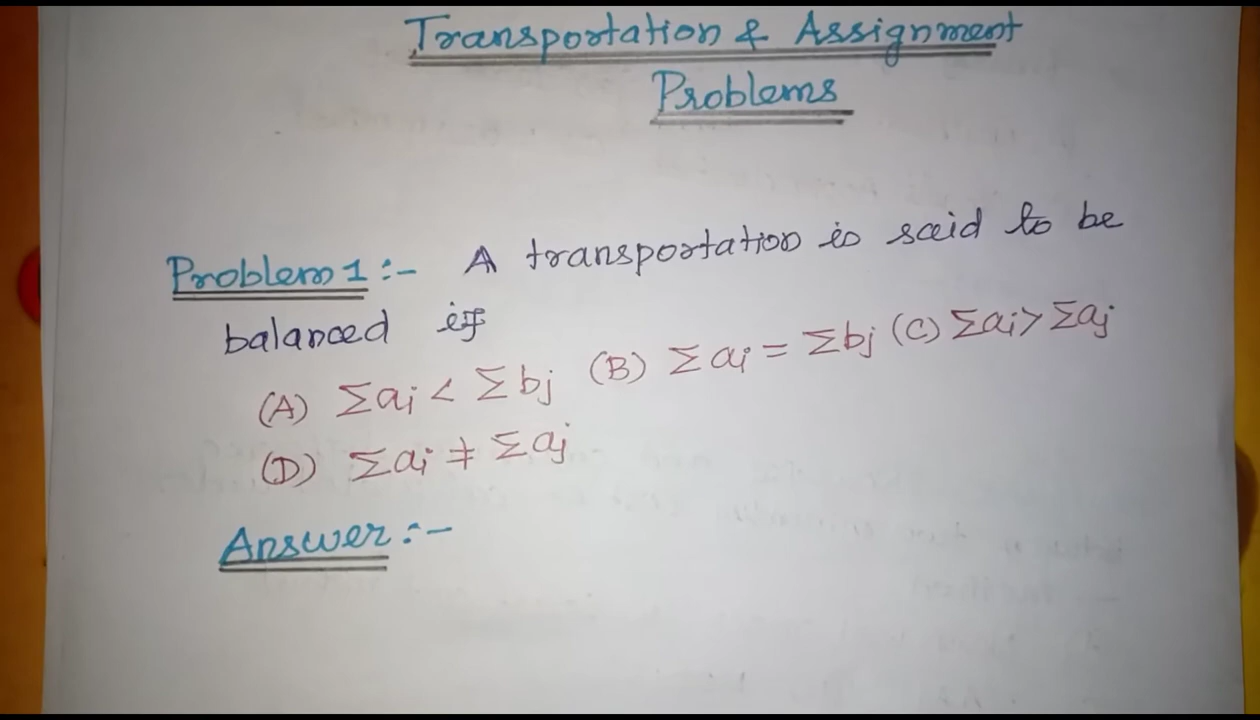 Transportation & Assignment
Problems
Problem 1 :- A transportation is said to be
balanced if
(A) Σai < Σbj (B) Σai = Σbj (C) Σai > Σaj
(D) Σai ≠ Σaj
Answer :-